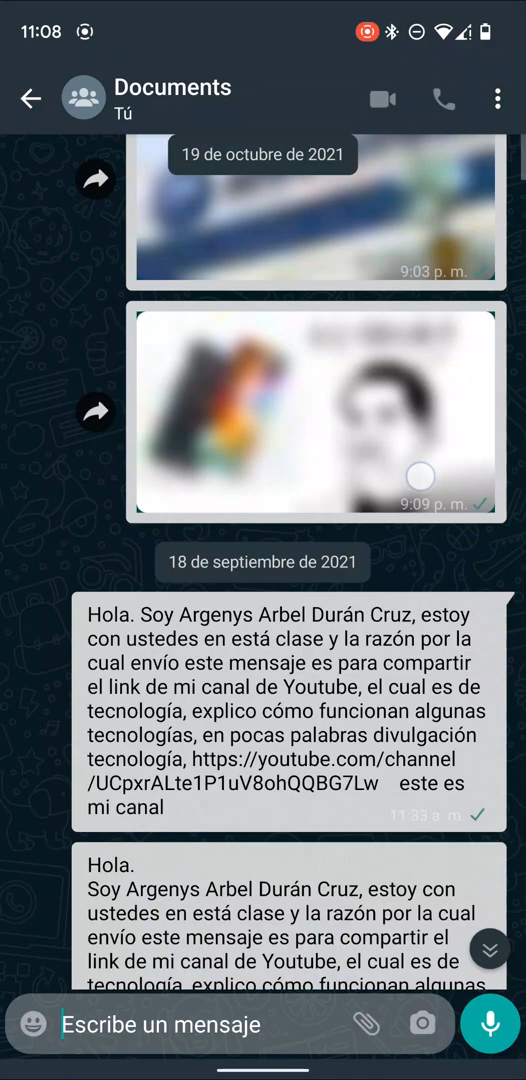 11:08
Documents
Tú
19 de octubre de 2021
9:03 p. m.
9:09 p. m.
18 de septiembre de 2021
Hola. Soy Argenys Arbel Durán Cruz, estoy
con ustedes en está clase y la razón por la
cual envío este mensaje es para compartir
el link de mi canal de Youtube, el cual es de
tecnología, explico cómo funcionan algunas
tecnologías, en pocas palabras divulgación
tecnología, https://youtube.com/channel
/UCpxrALte1P1uV8ohQQBG7Lw este es
mi canal
11:33 a. m.
Hola.
Soy Argenys Arbel Durán Cruz, estoy con
ustedes en está clase y la razón por la cual
envío este mensaje es para compartir el
link de mi canal de Youtube, el cual es de
tecnología, explico cómo funcionan algunas
Escribe un mensaje